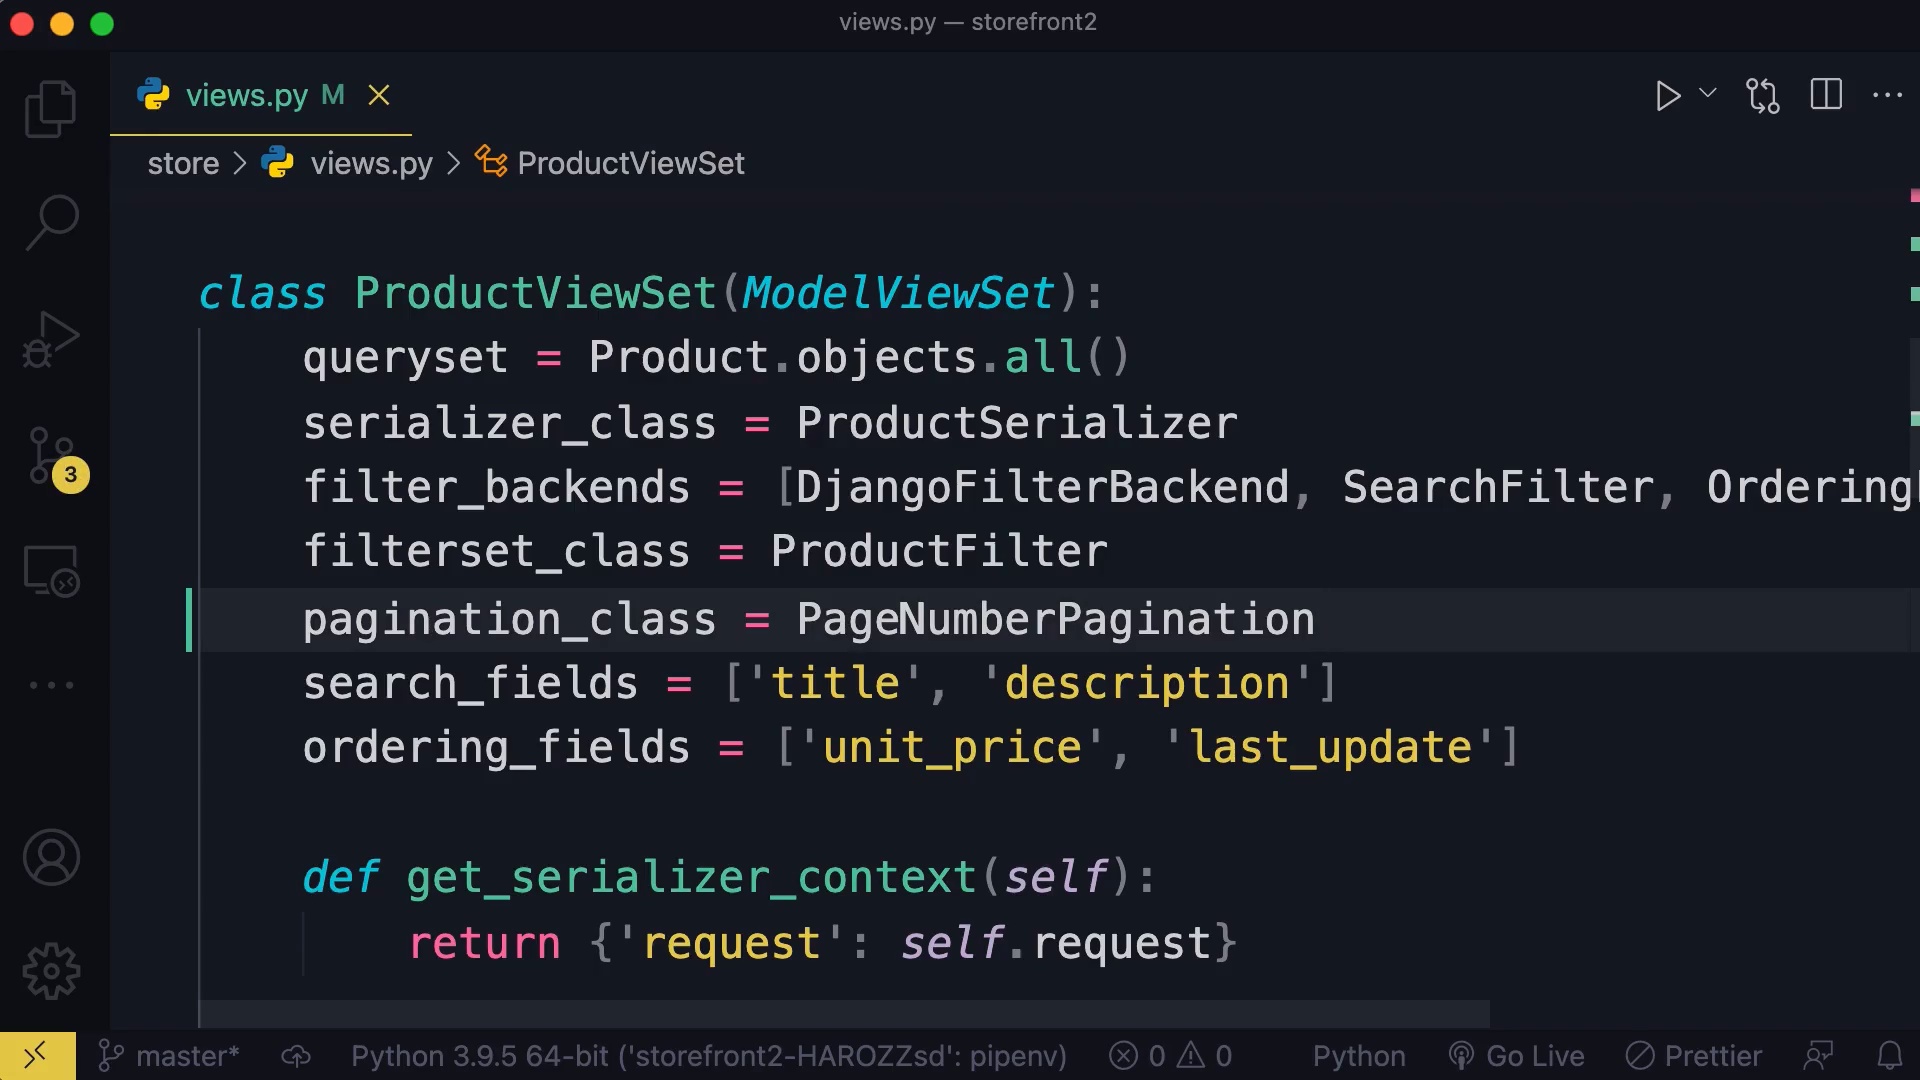 views.py — storefront2
views.py M
store > views.py > ProductViewSet
class ProductViewSet(ModelViewSet):
queryset = Product.objects.all()
serializer_class = ProductSerializer
filter_backends = [DjangoFilterBackend, SearchFilter, Ordering
filterset_class = ProductFilter
pagination_class = PageNumberPagination
search_fields = ['title', 'description']
ordering_fields = ['unit_price', 'last_update']
def get_serializer_context(self):
return {'request': self.request}
3
master* Python 3.9.5 64-bit ('storefront2-HAROZZsd': pipenv) 0 0 Python Go Live Prettier